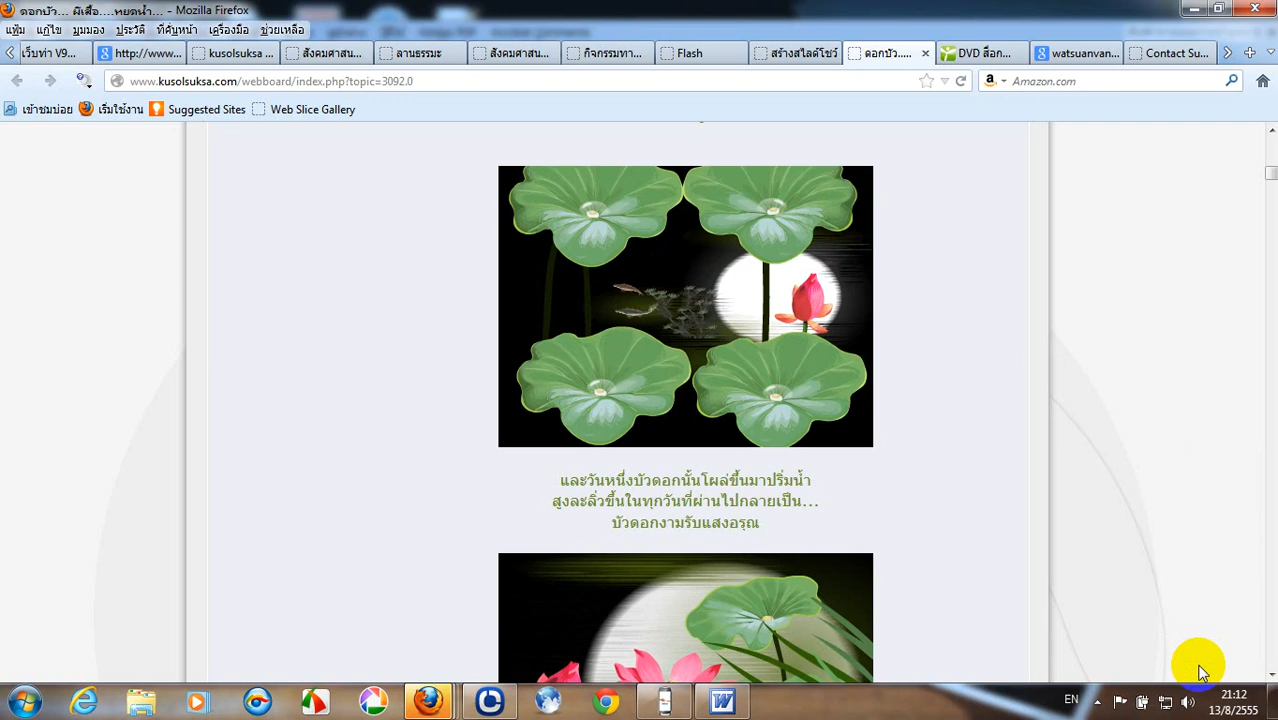 ดอกบัว... ผีเสื้อ....หยดน้ำ... - Mozilla Firefox
แฟ้ม แก้ไข มุมมอง ประวัติ ที่คั่นหน้า เครื่องมือ ช่วยเหลือ
เว็บท่า V9... http://www.... kusolsuksa ... สังคมศาสน... ลานธรรมะ สังคมศาสน... กิจกรรมทา... Flash สร้างสไลด์โชว์ ดอกบัว.... DVD สื่อก... watsuanvan... Contact Su...
www.kusolsuksa.com/webboard/index.php?topic=3092.0 Amazon.com
เข้าชมบ่อย เริ่มใช้งาน Suggested Sites Web Slice Gallery
และวันหนึ่งบัวดอกนั้นโผล่ขึ้นมาปริ่มน้ำ
สูงละลิ่วขึ้นในทุกวันที่ผ่านไปกลายเป็น...
บัวดอกงามรับแสงอรุณ
EN 21:12
13/8/2555